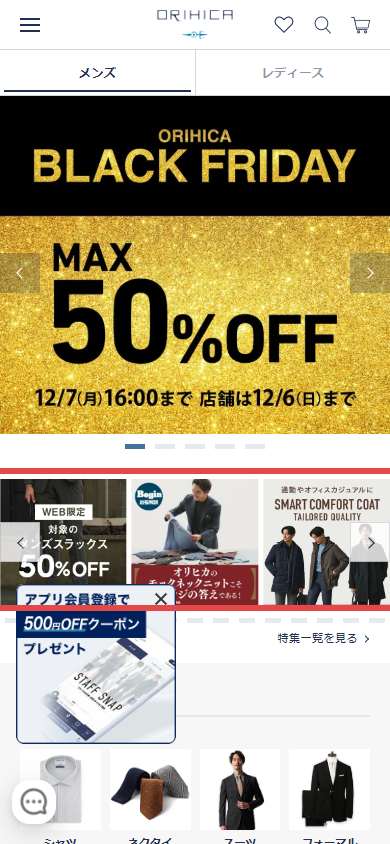 ORIHICA
メンズ
レディース
ORIHICA
BLACK FRIDAY
MAX
50%OFF
12/7(月)16:00まで 店舗は12/6(日)まで
WEB限定
対象の
メンズスラックス
50%OFF
Begin
オリヒカの
モックネックニットこそ
答えである!
通勤やオフィスカジュアルに
SMART COMFORT COAT
TAILORED QUALITY
アプリ会員登録で
500円OFFクーポン
プレゼント
STAFF SNAP
特集一覧を見る
シャツ
ネクタイ
スーツ
フォーマル